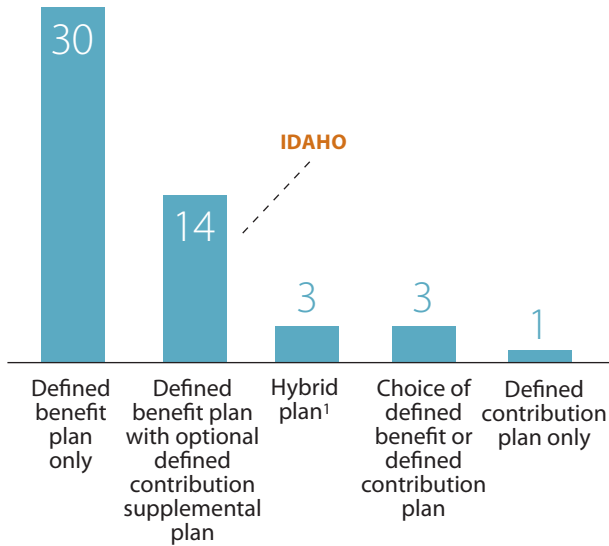 30
IDAHO
14
3
3
1
Defined
benefit
plan
only
Defined
benefit plan
with optional
defined
contribution
supplemental
plan
Hybrid
plan1
Choice of
defined
benefit or
defined
contribution
plan
Defined
contribution
plan only